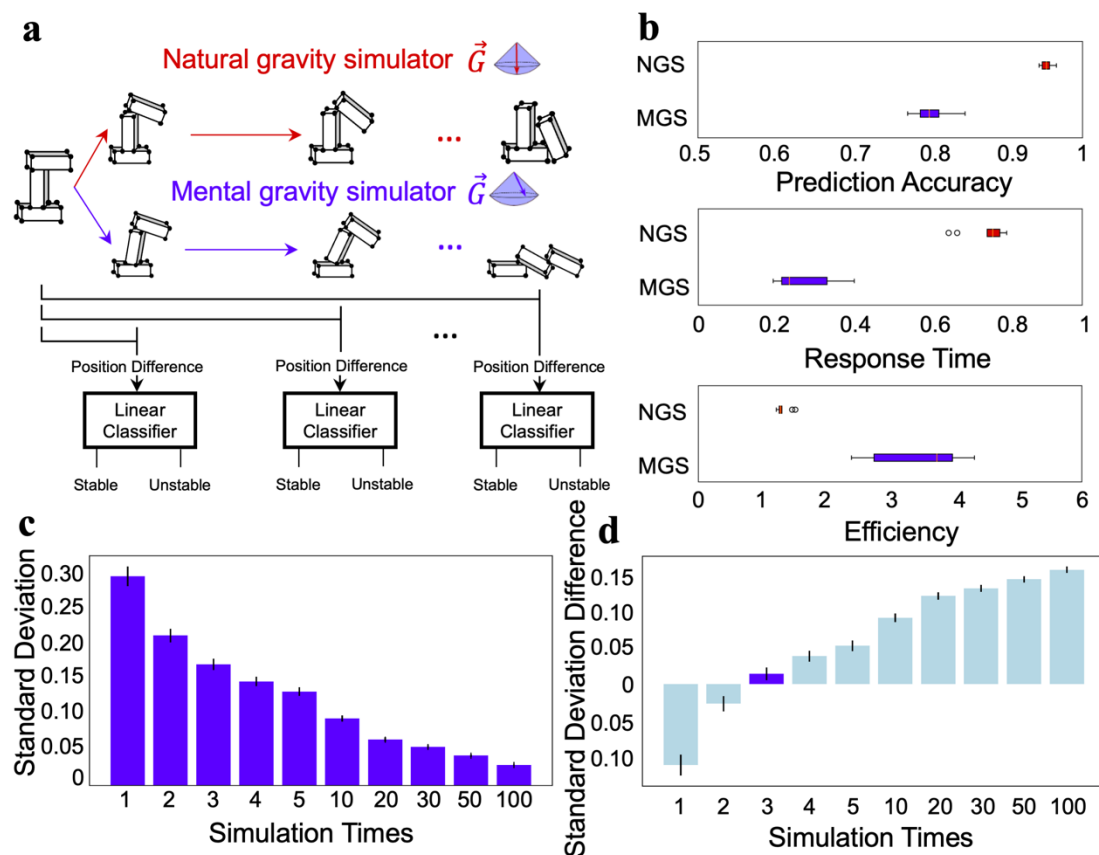 a
Natural gravity simulator G⃗
...
Mental gravity simulator G⃗
...
...
Position Difference
Position Difference
Position Difference
Linear
Classifier
Linear
Classifier
Linear
Classifier
Stable
Unstable
Stable
Unstable
Stable
Unstable
b
NGS
MGS
0.5 0.6 0.7 0.8 0.9 1
Prediction Accuracy
NGS
MGS
0 0.2 0.4 0.6 0.8 1
Response Time
NGS
MGS
0 1 2 3 4 5 6
Efficiency
c
Standard Deviation
0.30
0.25
0.20
0.15
0.10
0.05
0
1 2 3 4 5 10 20 30 50 100
Simulation Times
d
Standard Deviation Difference
0.15
0.10
0.05
0
0.05
0.10
1 2 3 4 5 10 20 30 50 100
Simulation Times